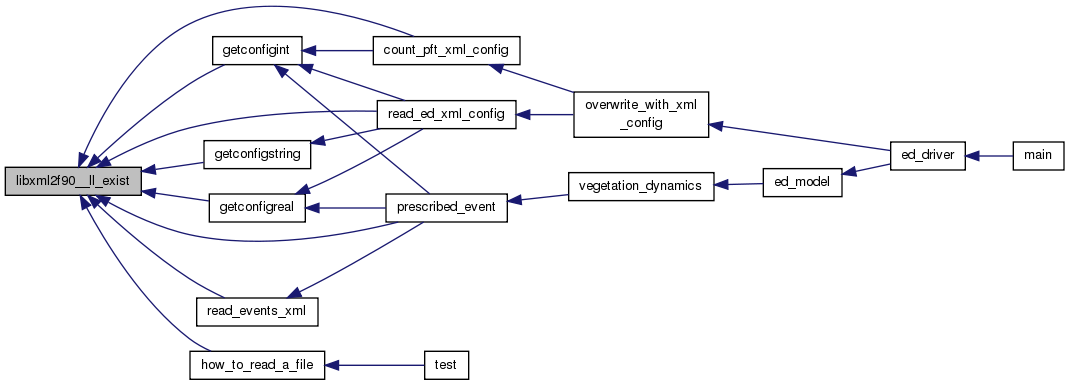 getconfigint
count_pft_xml_config
overwrite_with_xml
_config
read_ed_xml_config
getconfigstring
ed_driver
main
libxml2f90__ll_exist
vegetation_dynamics
ed_model
getconfigreal
prescribed_event
read_events_xml
how_to_read_a_file
test